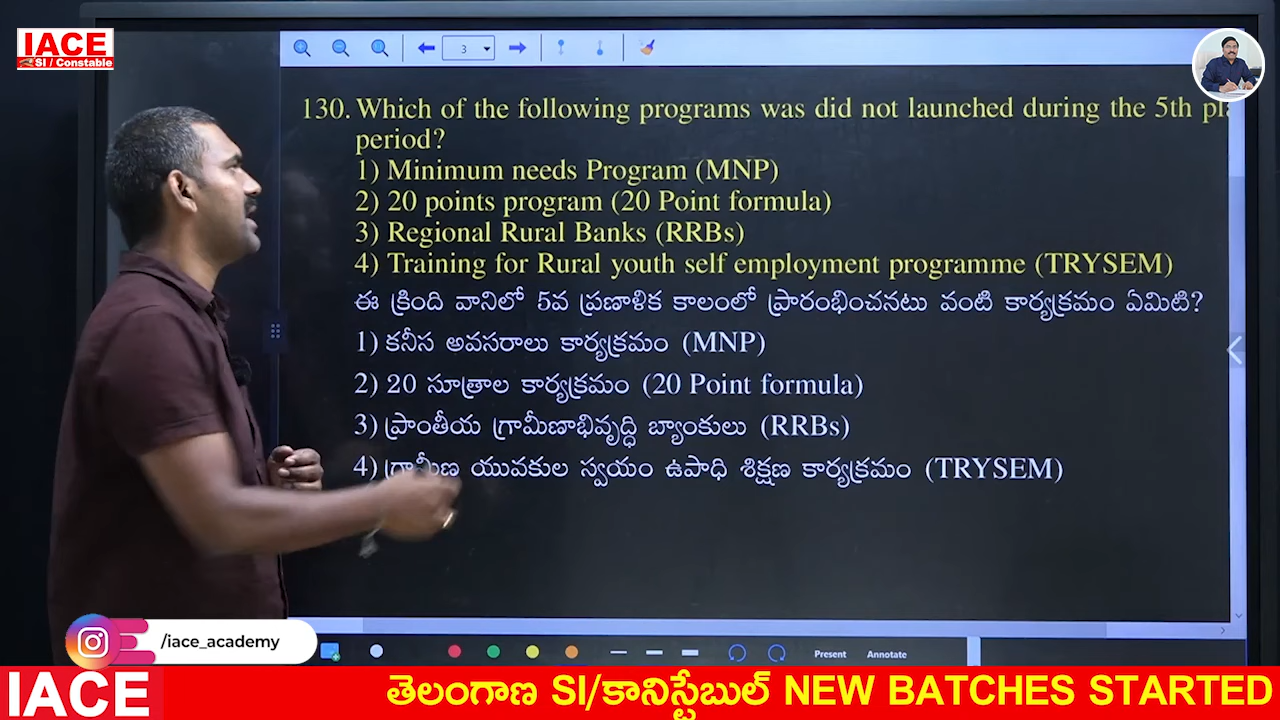 IACE
SI / Constable
3
130. Which of the following programs was did not launched during the 5th
period?
1) Minimum needs Program (MNP)
2) 20 points program (20 Point formula)
3) Regional Rural Banks (RRBs)
4) Training for Rural youth self employment programme (TRYSEM)
ఈ క్రింది వానిలో 5వ ప్రణాళిక కాలంలో ప్రారంభించనటు వంటి కార్యక్రమం ఏమిటి?
1) కనీస అవసరాలు కార్యక్రమం (MNP)
2) 20 సూత్రాల కార్యక్రమం (20 Point formula)
3) ప్రాంతీయ గ్రామీణాభివృద్ధి బ్యాంకులు (RRBs)
4) గ్రామీణ యువకుల స్వయం ఉపాధి శిక్షణ కార్యక్రమం (TRYSEM)
/iace_academy
Present Annotate
IACE తెలంగాణ SI/కానిస్టేబుల్ NEW BATCHES STARTED